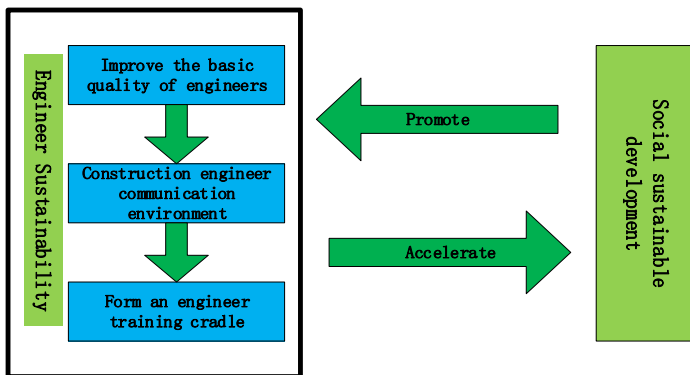 Engineer Sustainability
Improve the basic
quality of engineers
Construction engineer
communication
environment
Form an engineer
training cradle
Promote
Accelerate
Social sustainable
development